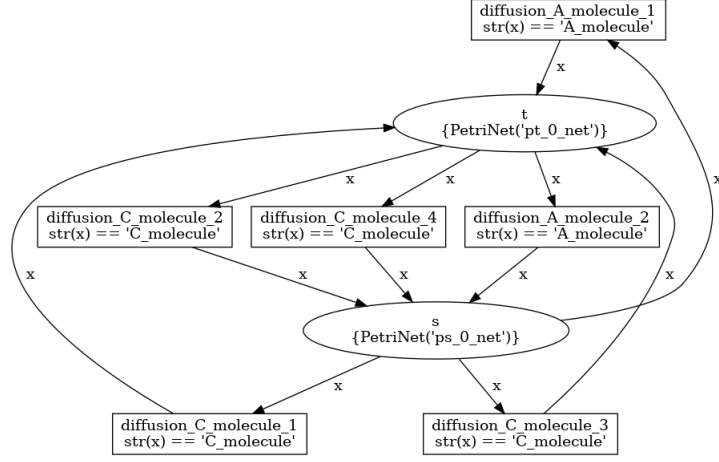 diffusion_A_molecule_1
str(x) == 'A_molecule'
x
t
{PetriNet('pt_0_net')}
x
x
x
x
diffusion_C_molecule_2
str(x) == 'C_molecule'
diffusion_C_molecule_4
str(x) == 'C_molecule'
diffusion_A_molecule_2
str(x) == 'A_molecule'
x
x
x
x
x
s
{PetriNet('ps_0_net')}
x
x
diffusion_C_molecule_1
str(x) == 'C_molecule'
diffusion_C_molecule_3
str(x) == 'C_molecule'